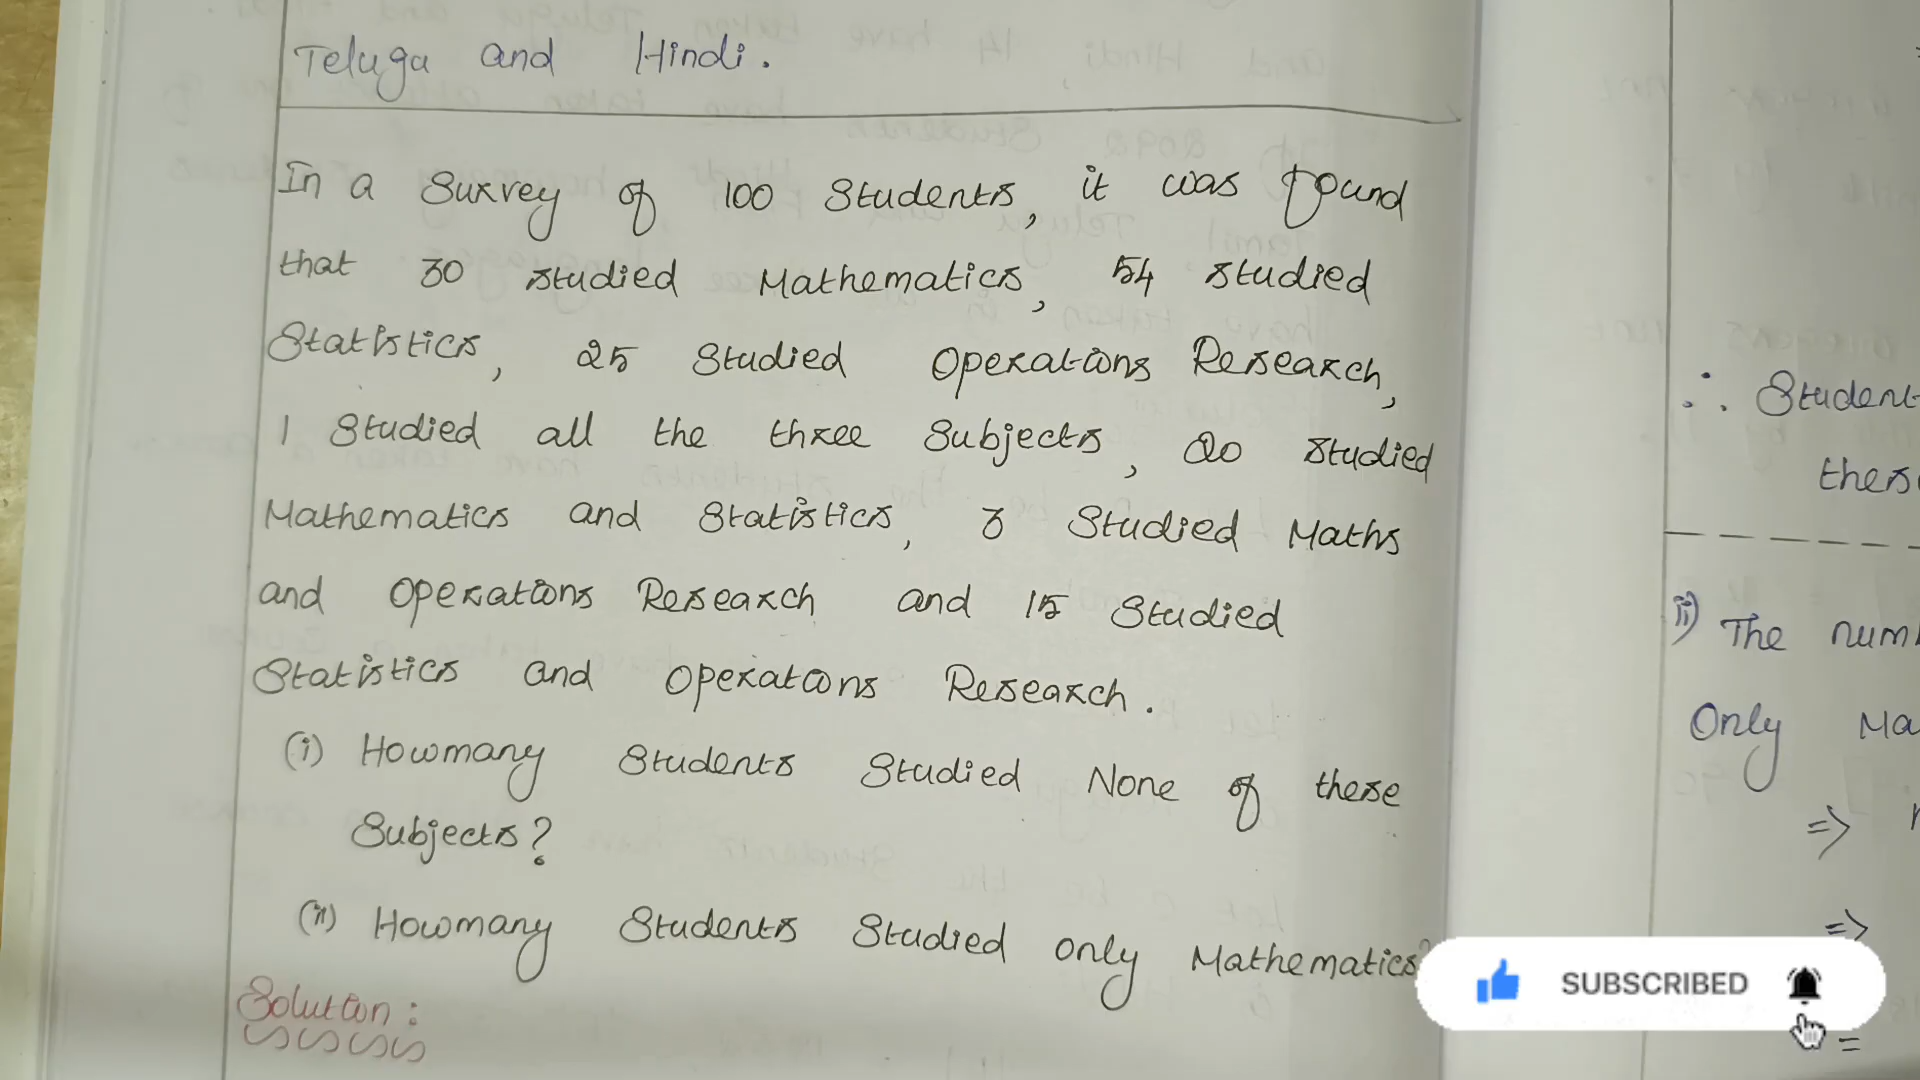 Telugu and Hindi.
In a Survey of 100 Students, it was found
that 30 studied Mathematics, 54 studied
Statistics, 25 Studied Operations Research,
1 Studied all the three Subjects, 20 studied
Mathematics and Statistics, 3 Studied Maths
and Operations Research and 15 Studied
Statistics and Operations Research.
(i) Howmany Students Studied None of these
Subjects?
(ii) Howmany Students Studied only Mathematics?
Solution:
∴ Student
thes
ii) The num
Only Ma
=>
=>
=
SUBSCRIBED